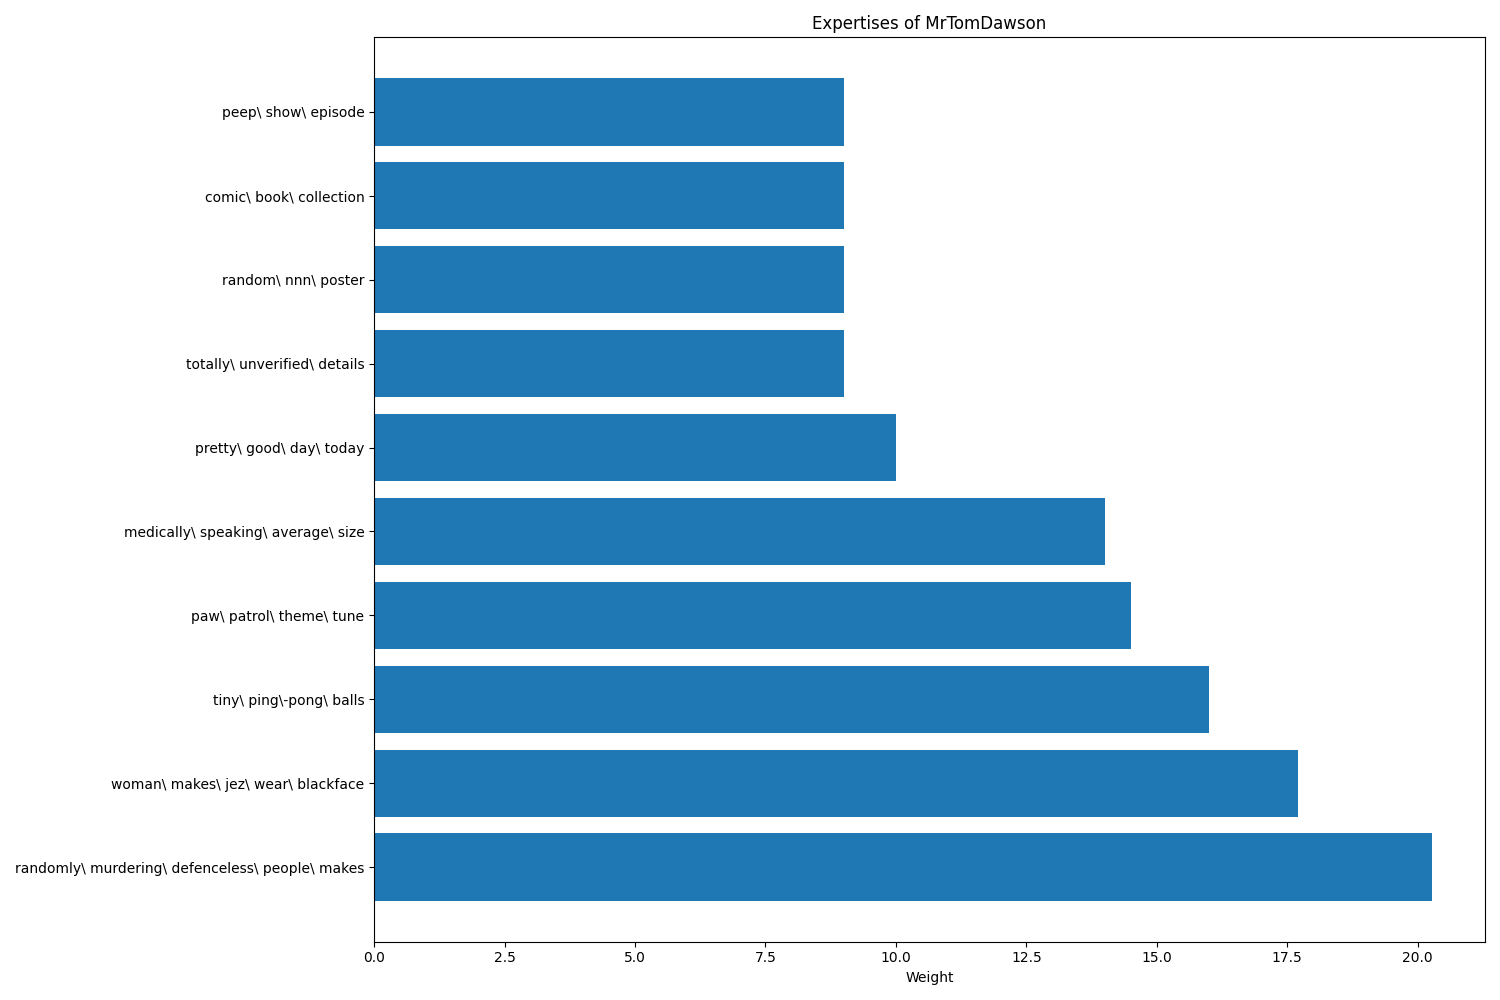 Expertises of MrTomDawson
peep\ show\ episode
comic\ book\ collection
random\ nnn\ poster
totally\ unverified\ details
pretty\ good\ day\ today
medically\ speaking\ average\ size
paw\ patrol\ theme\ tune
tiny\ ping\-pong\ balls
woman\ makes\ jez\ wear\ blackface
randomly\ murdering\ defenceless\ people\ makes
0.0 2.5 5.0 7.5 10.0 12.5 15.0 17.5 20.0
Weight